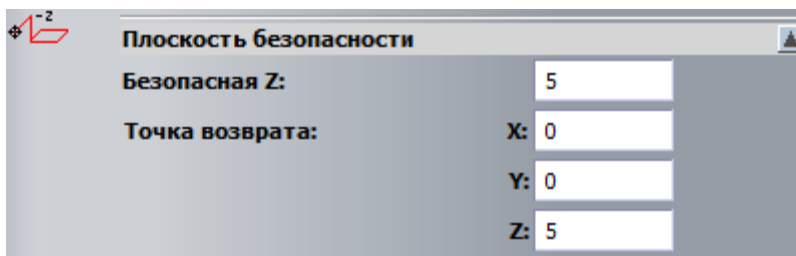 -z
Плоскость безопасности
Безопасная Z: 5
Точка возврата: X: 0
Y: 0
Z: 5